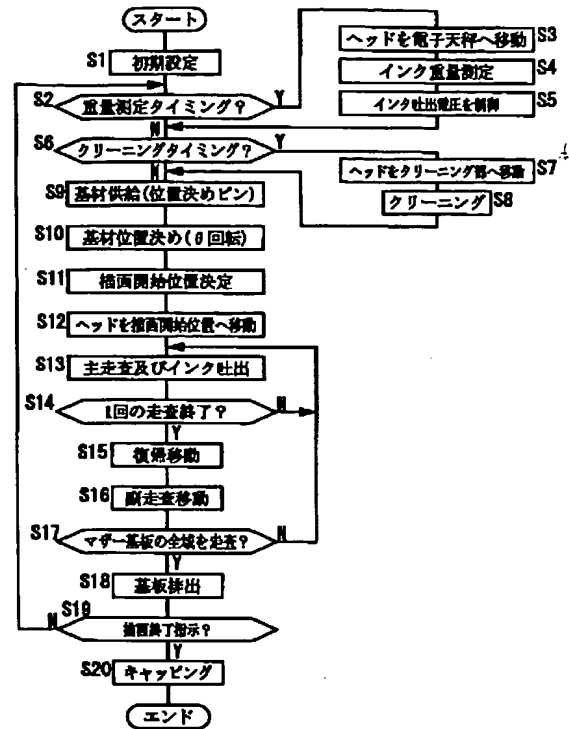 スタート
S1 初期設定
S2 重量測定タイミング?
Y
N
S3 ヘッドを電子天秤へ移動
S4 インク重量測定
S5 インク吐出電圧を制御
S6 クリーニングタイミング?
Y
N
S7 ヘッドをクリーニング部へ移動
S8 クリーニング
S9 基材供給(位置決めピン)
S10 基材位置決め(θ回転)
S11 描画開始位置決定
S12 ヘッドを描画開始位置へ移動
S13 主走査及びインク吐出
S14 1回の走査終了?
N
Y
S15 復帰移動
S16 副走査移動
S17 マザー基板の全域を走査?
N
Y
S18 基板排出
S19 描画終了指示?
N
Y
S20 キャッピング
エンド